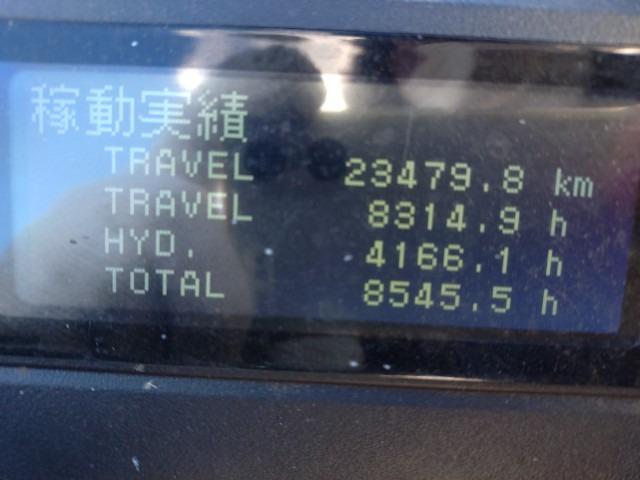 稼動実績
TRAVEL 23479.8 km
TRAVEL 8314.9 h
HYD. 4166.1 h
TOTAL 8545.5 h